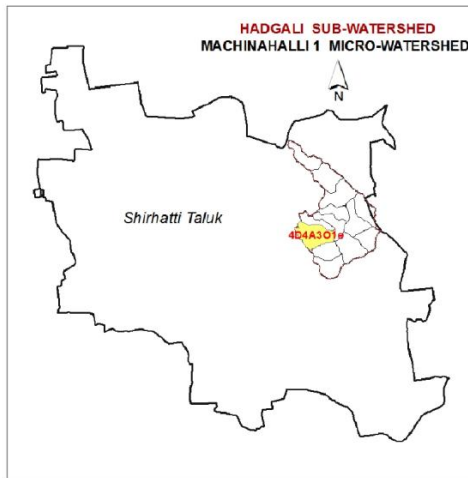 HADGALI SUB-WATERSHED
MACHINAHALLI 1 MICRO-WATERSHED
N
Shirhatti Taluk
4D4A3O1e